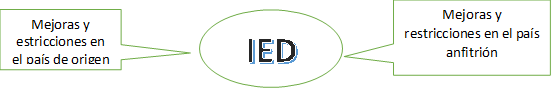 Mejoras y
estricciones en
el país de origen
IED
Mejoras y
restricciones en el país
anfitrión